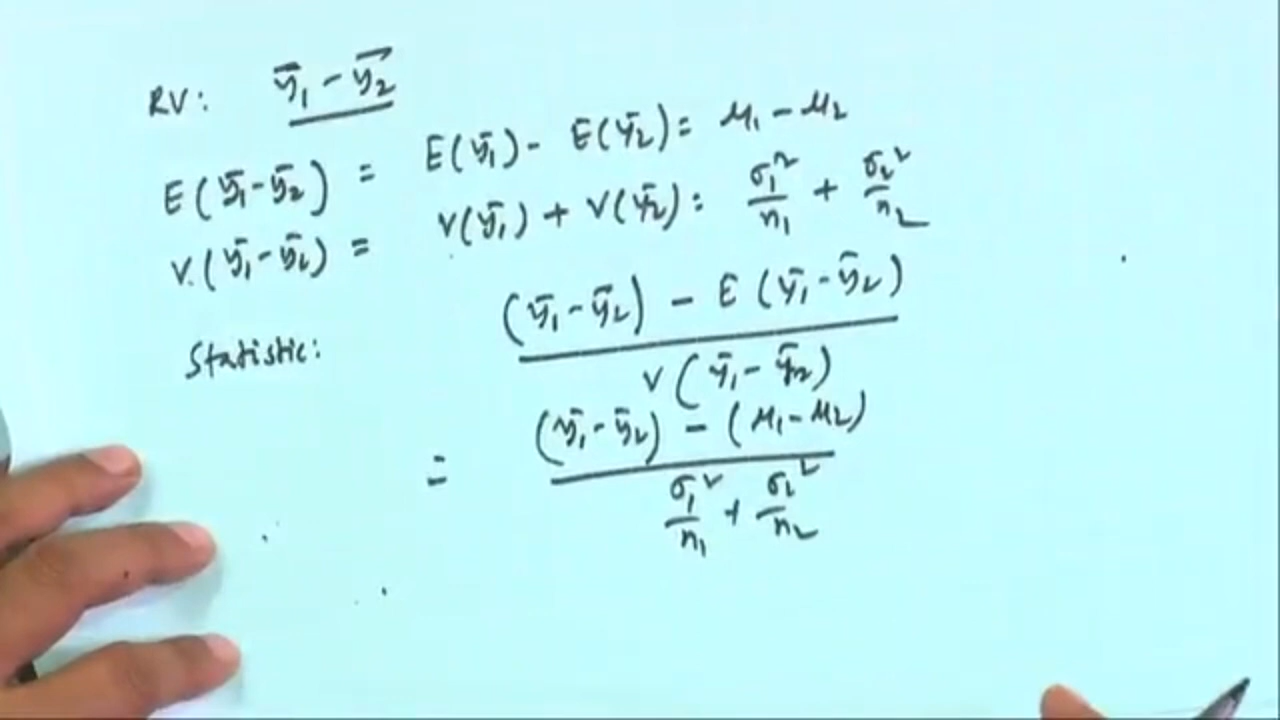 RV: ȳ₁ - ȳ₂
E(ȳ₁-ȳ₂) = E(ȳ₁) - E(ȳ₂) = μ₁ - μ₂
V(ȳ₁-ȳ₂) = V(ȳ₁) + V(ȳ₂) = σ₁²/n₁ + σ₂²/n₂
Statistic: (ȳ₁-ȳ₂) - E(ȳ₁-ȳ₂) / V(ȳ₁-ȳ₂)
= (ȳ₁-ȳ₂) - (μ₁-μ₂) / σ₁²/n₁ + σ₂²/n₂